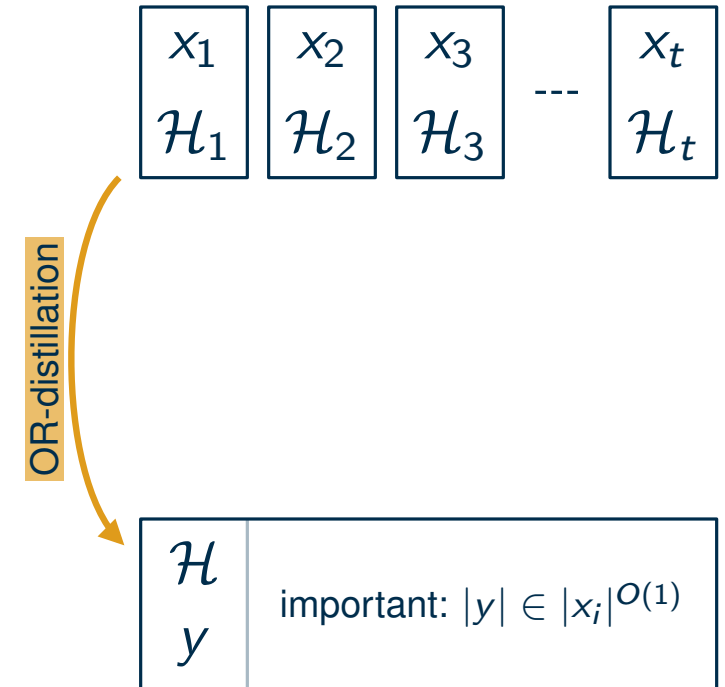 x₁ x₂ x₃ --- xₜ
ℋ₁ ℋ₂ ℋ₃ ℋₜ
OR-distillation
ℋ
important: |y| ∈ |xᵢ|^{O(1)}
y